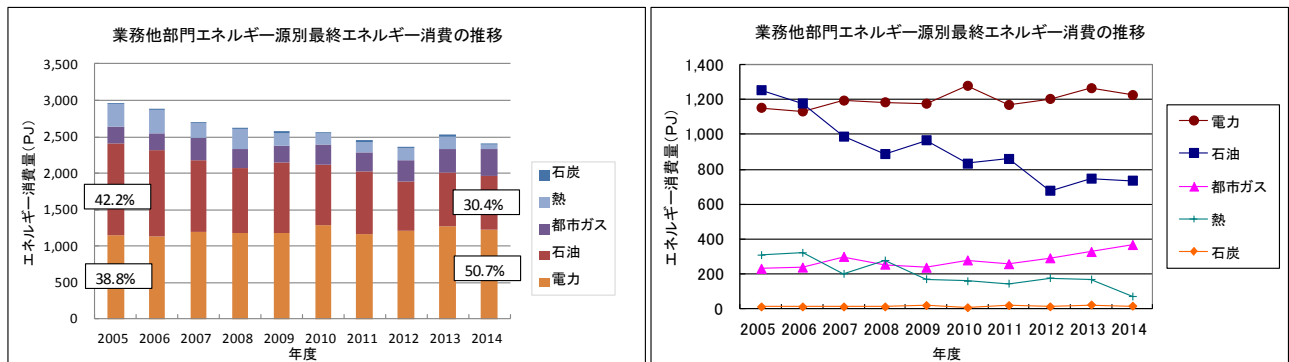 業務他部門エネルギー源別最終エネルギー消費の推移
エネルギー消費量(PJ)
3,500
3,000
2,500
2,000
1,500
1,000
500
0
42.2%
38.8%
30.4%
50.7%
2005 2006 2007 2008 2009 2010 2011 2012 2013 2014
年度
石炭
熱
都市ガス
石油
電力
業務他部門エネルギー源別最終エネルギー消費の推移
エネルギー消費量(PJ)
1,400
1,200
1,000
800
600
400
200
0
2005 2006 2007 2008 2009 2010 2011 2012 2013 2014
年度
電力
石油
都市ガス
熱
石炭